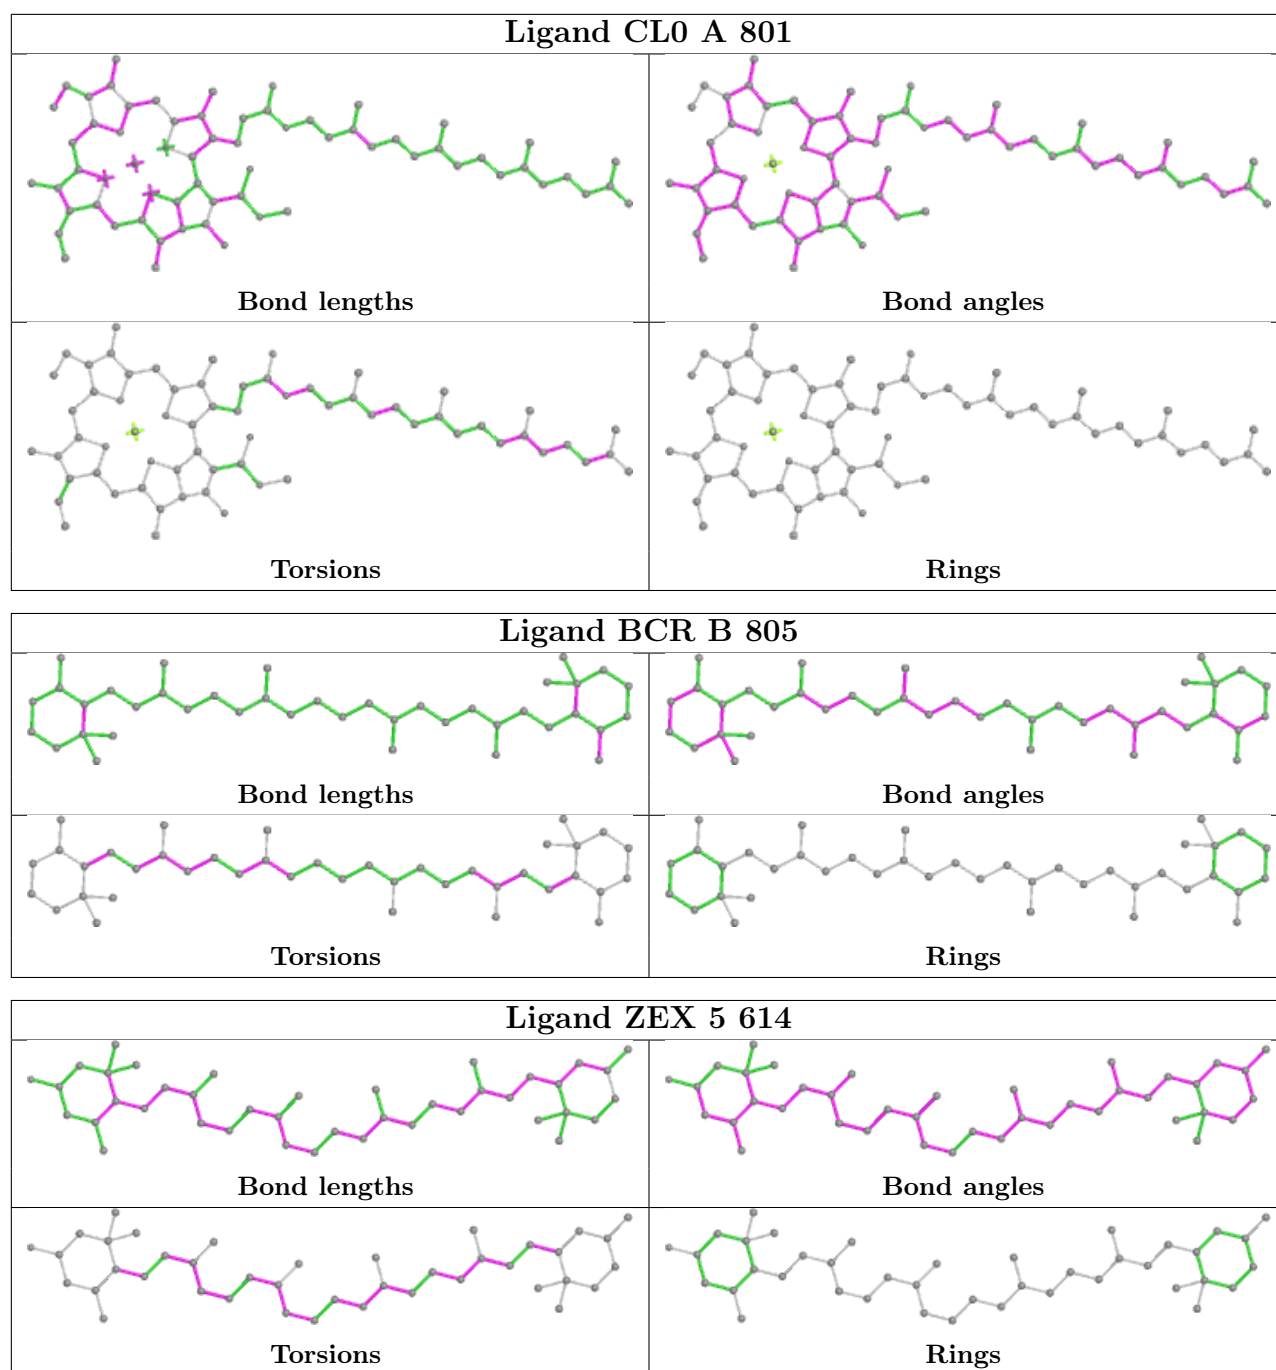 Ligand CL0 A 801
Bond lengths
Bond angles
Torsions
Rings
Ligand BCR B 805
Bond lengths
Bond angles
Torsions
Rings
Ligand ZEX 5 614
Bond lengths
Bond angles
Torsions
Rings